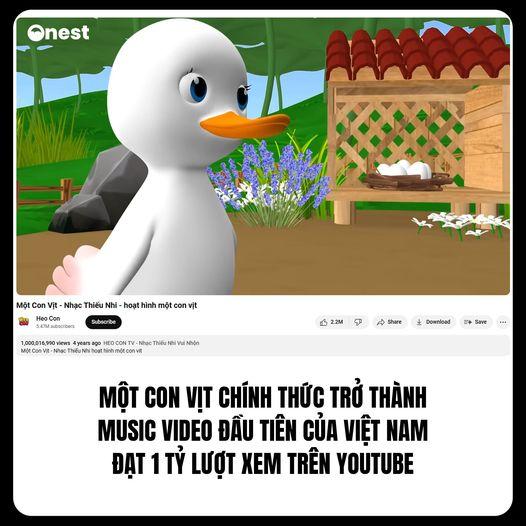 Onest
Một Con Vịt - Nhạc Thiếu Nhi - hoạt hình một con vịt
Heo Con
5.47M subscribers
Subscribe
2.2M
Share
Download
Save
1,000,016,990 views 4 years ago HEO CON TV - Nhạc Thiếu Nhi Vui Nhộn
Một Con Vịt - Nhạc Thiếu Nhi hoạt hình một con vịt
MỘT CON VỊT CHÍNH THỨC TRỞ THÀNH
MUSIC VIDEO ĐẦU TIÊN CỦA VIỆT NAM
ĐẠT 1 TỶ LƯỢT XEM TRÊN YOUTUBE